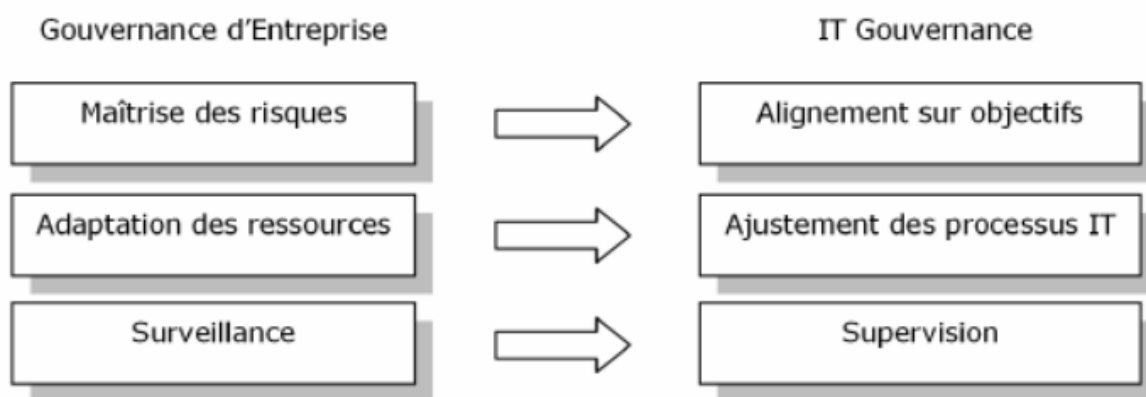 Gouvernance d'Entreprise
IT Gouvernance
Maîtrise des risques
Alignement sur objectifs
Adaptation des ressources
Ajustement des processus IT
Surveillance
Supervision